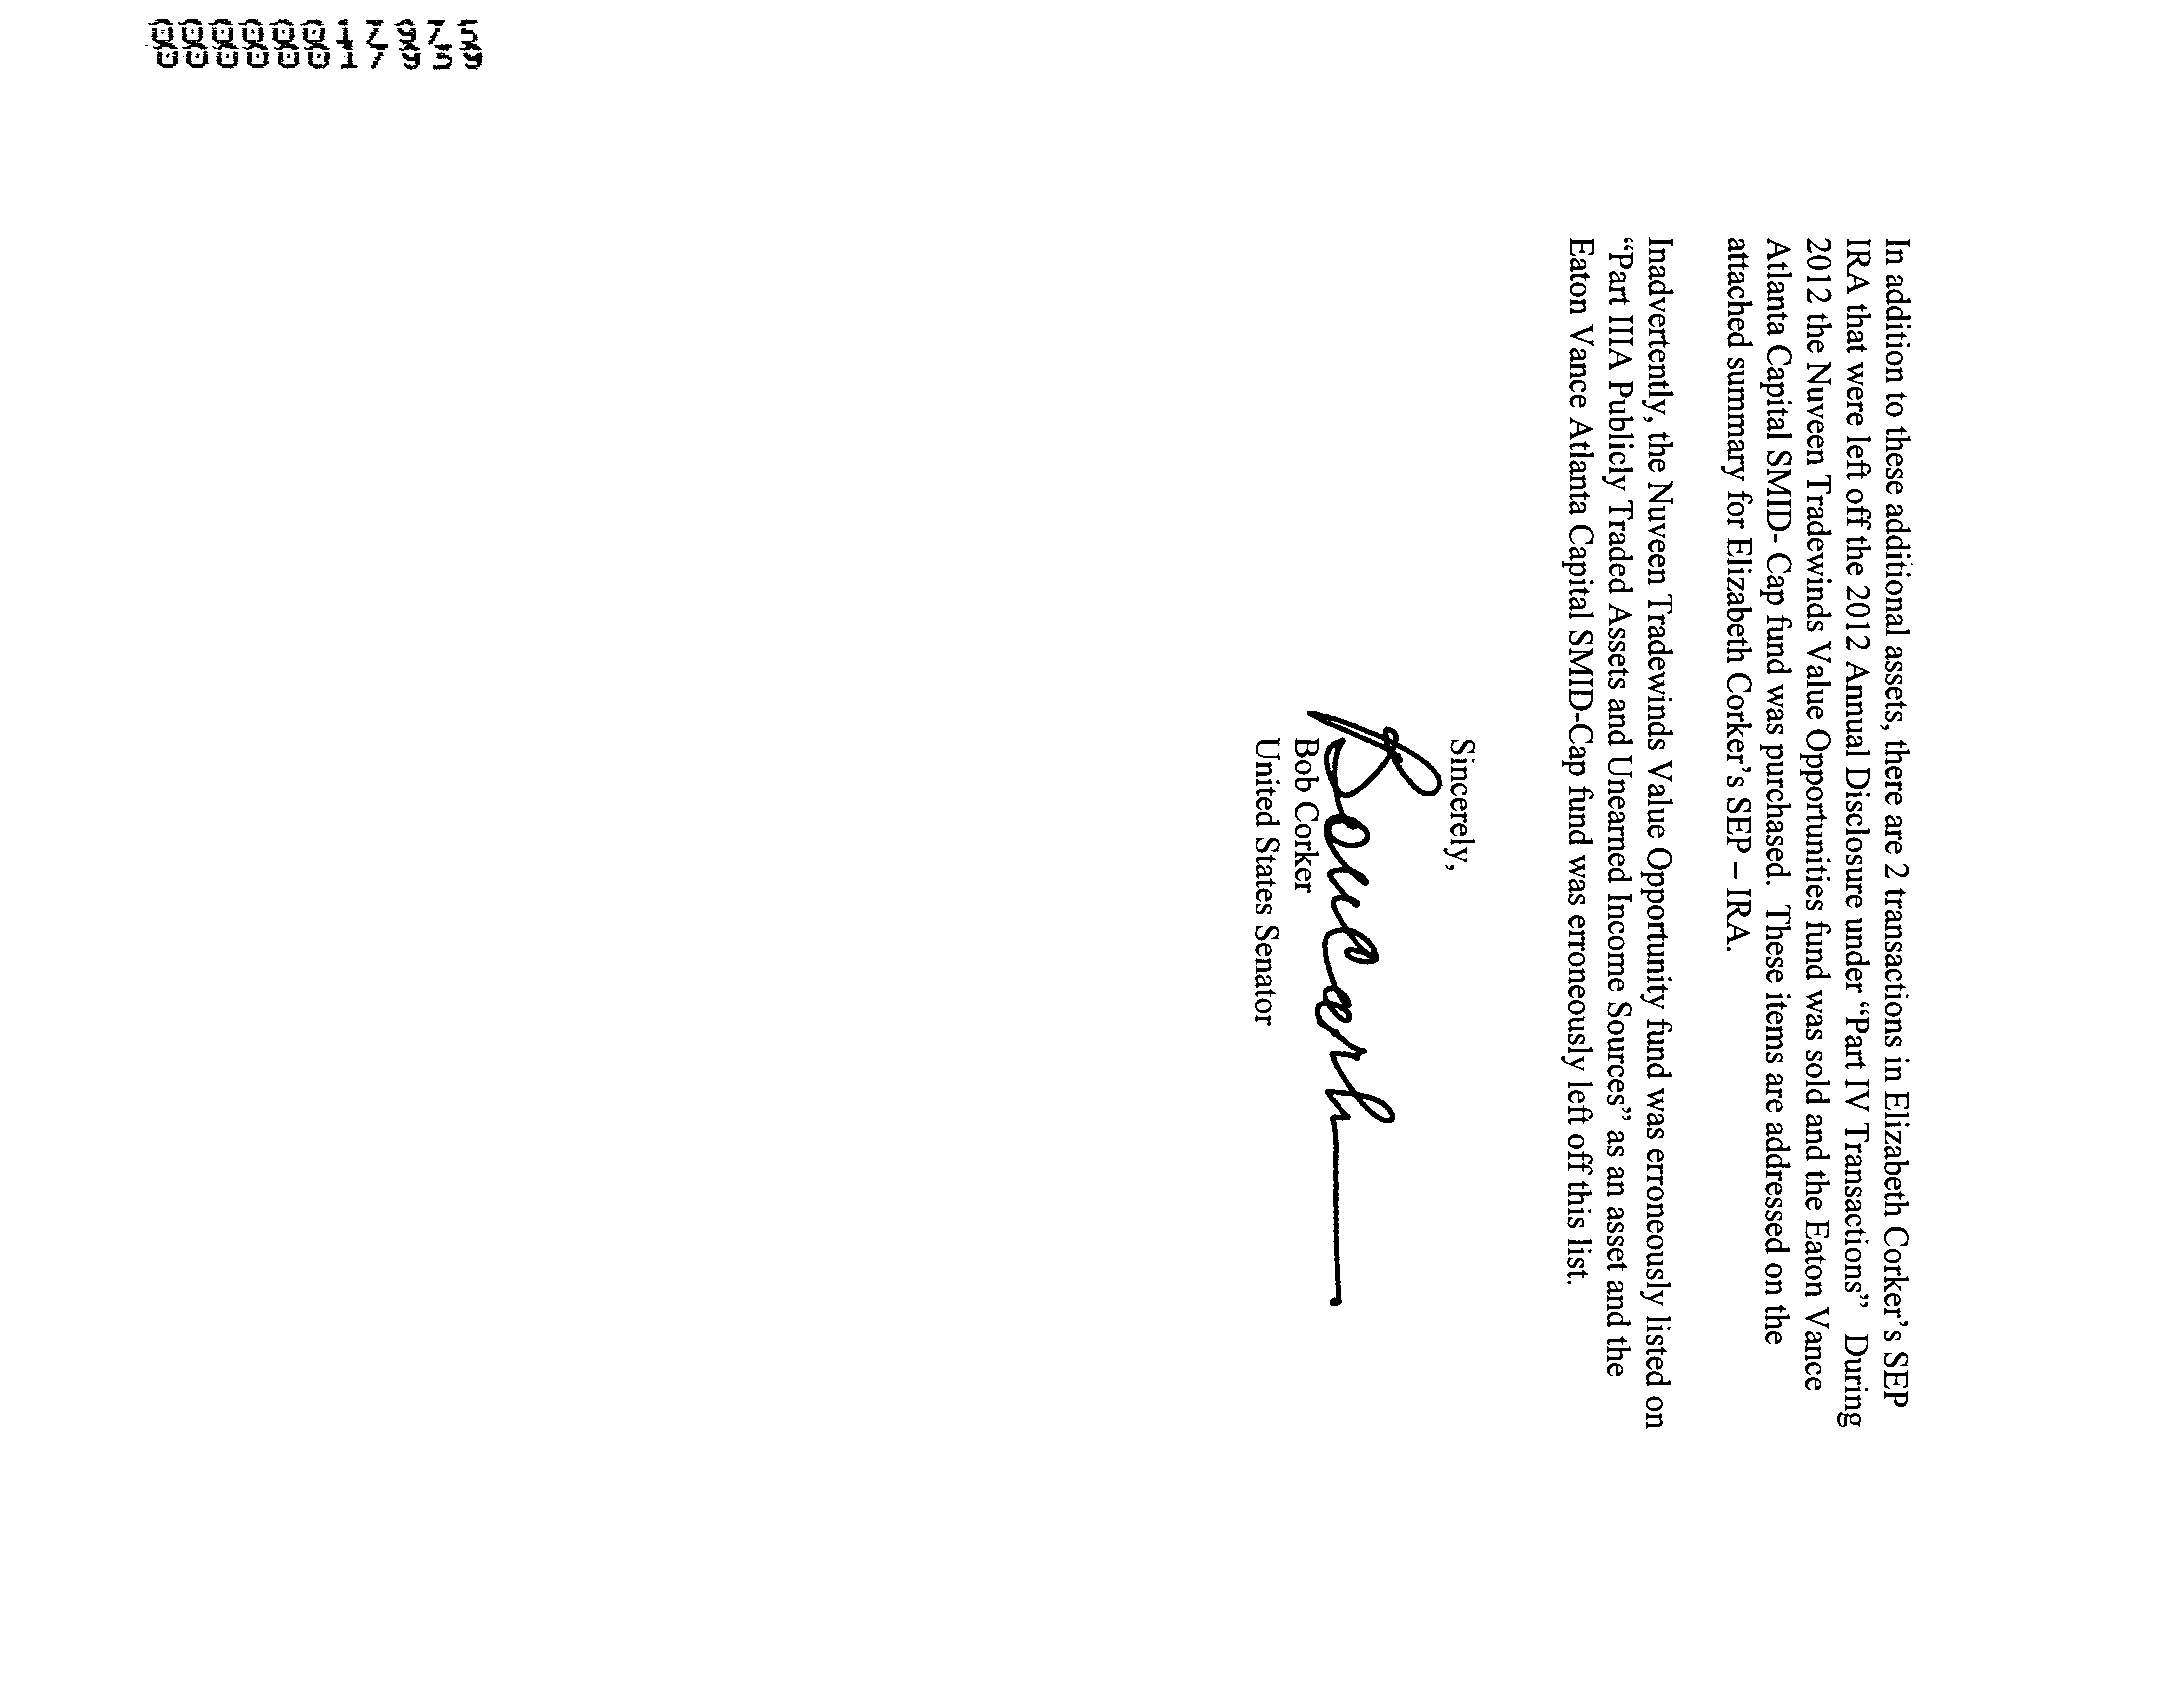 In addition to these additional assets, there are 2 transactions in Elizabeth Corker's SEP
IRA that were left off the 2012 Annual Disclosure under “Part IV Transactions” During
2012 the Nuveen Tradewinds Value Opportunities fund was sold and the Eaton Vance
Atlanta Capital SMID- Cap fund was purchased. These items are addressed on the
attached summary for Elizabeth Corker's SEP – IRA.
Inadvertently, the Nuveen Tradewinds Value Opportunity fund was erroneously listed on
“Part IIIA Publicly Traded Assets and Unearned Income Sources” as an asset and the
Eaton Vance Atlanta Capital SMID-Cap fund was erroneously left off this list.
Sincerely,
Bob Corker
United States Senator